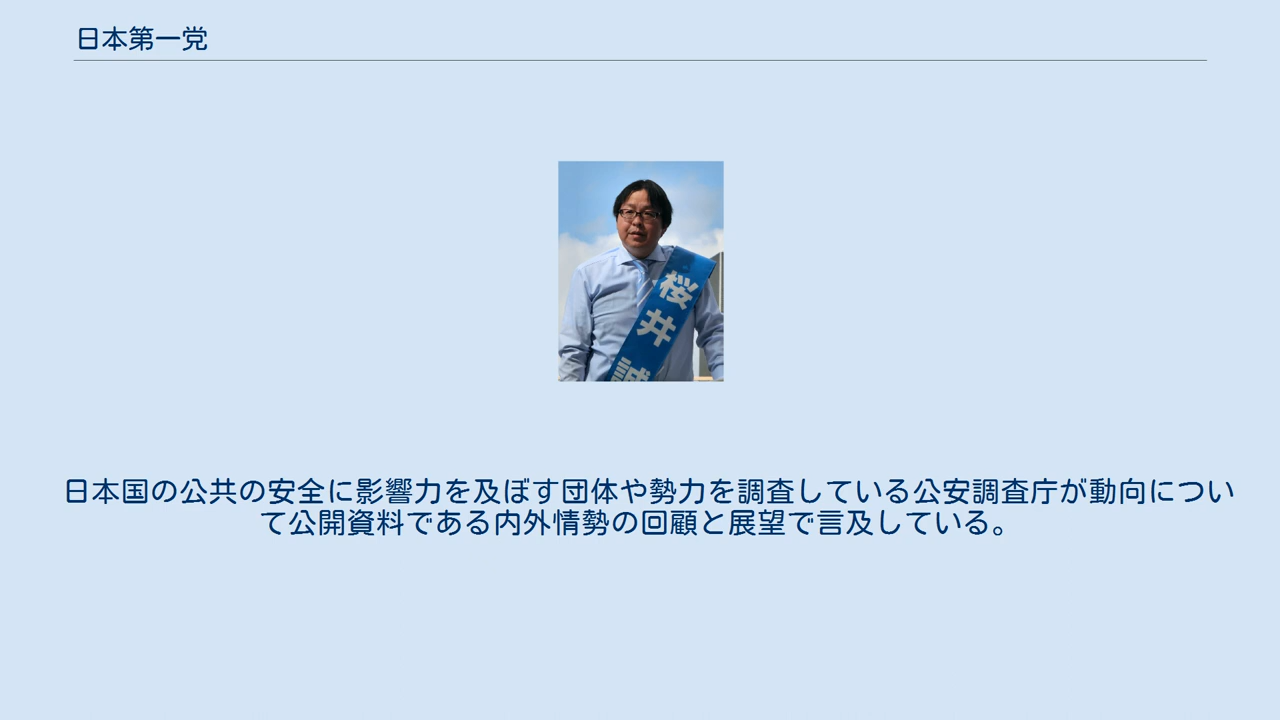 日本第一党
桜井誠
日本国の公共の安全に影響力を及ぼす団体や勢力を調査している公安調査庁が動向につい
て公開資料である内外情勢の回顧と展望で言及している。